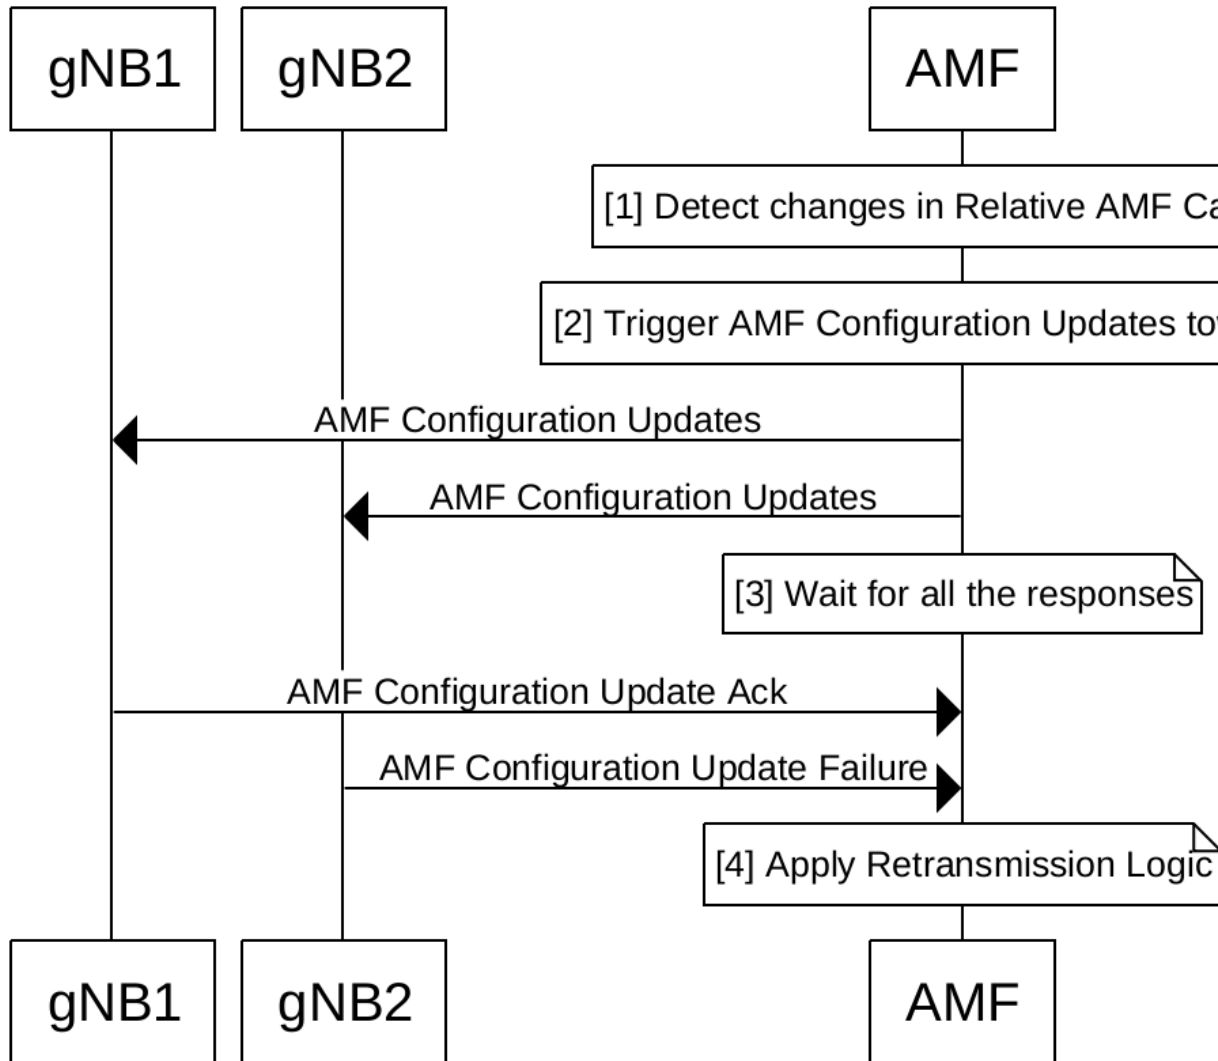 gNB1 gNB2 AMF
[1] Detect changes in Relative AMF
[2] Trigger AMF Configuration Updates
AMF Configuration Updates
AMF Configuration Updates
[3] Wait for all the responses
AMF Configuration Update Ack
AMF Configuration Update Failure
[4] Apply Retransmission Logic
gNB1 gNB2 AMF